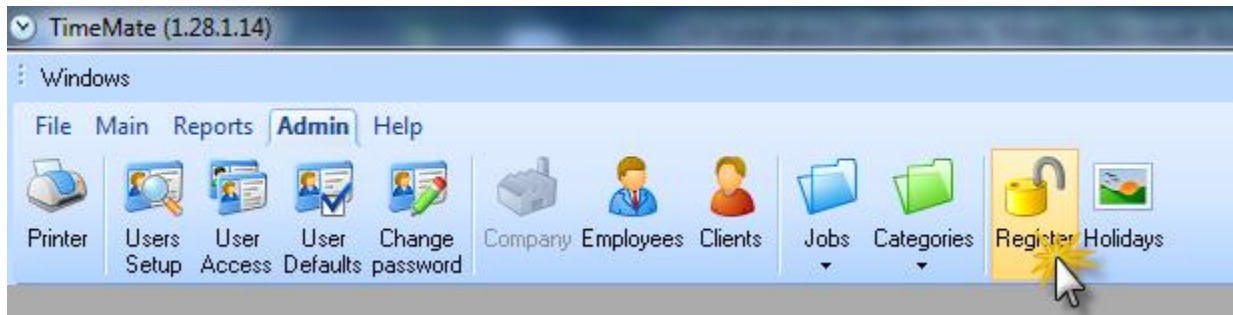 TimeMate (1.28.1.14)
Windows
File Main Reports Admin Help
Printer Users Setup User Access User Defaults Change password Company Employees Clients Jobs Categories Register Holidays